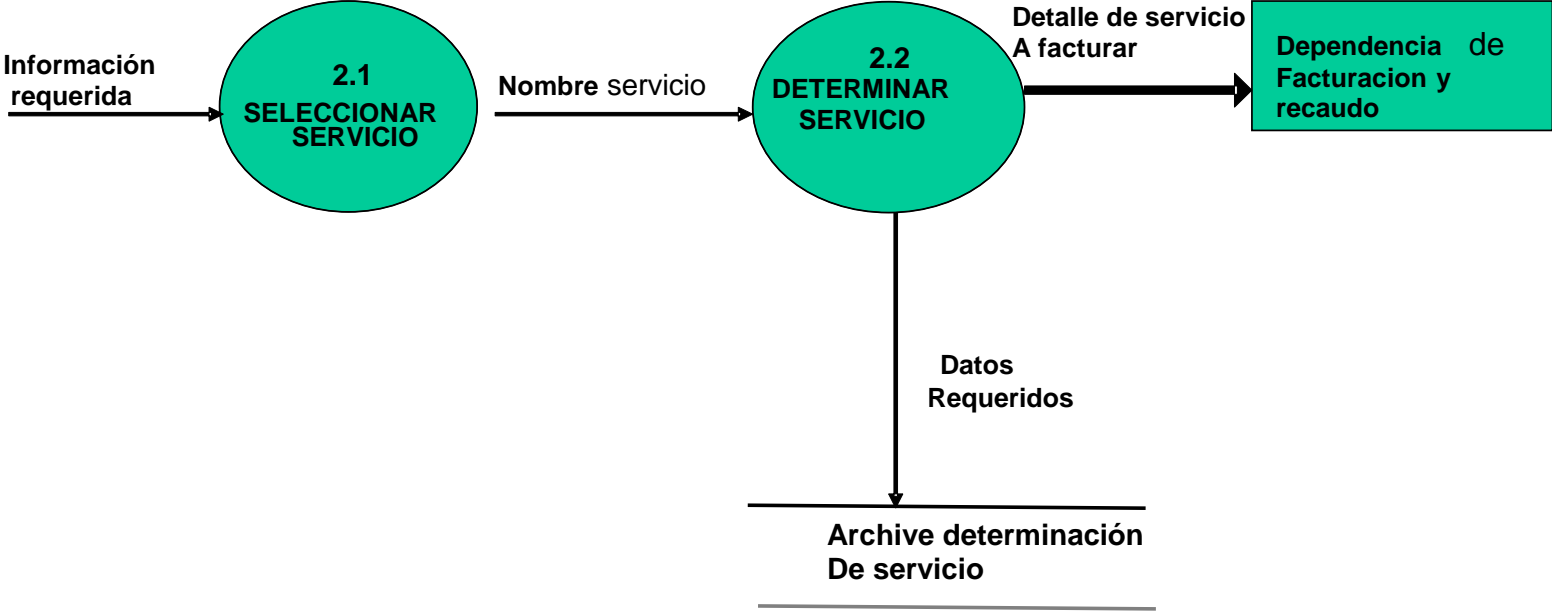 Información
requerida
2.1
SELECCIONAR
SERVICIO
Nombre servicio
2.2
DETERMINAR
SERVICIO
Detalle de servicio
A facturar
Dependencia de
Facturacion y
recaudo
Datos
Requeridos
Archive determinación
De servicio